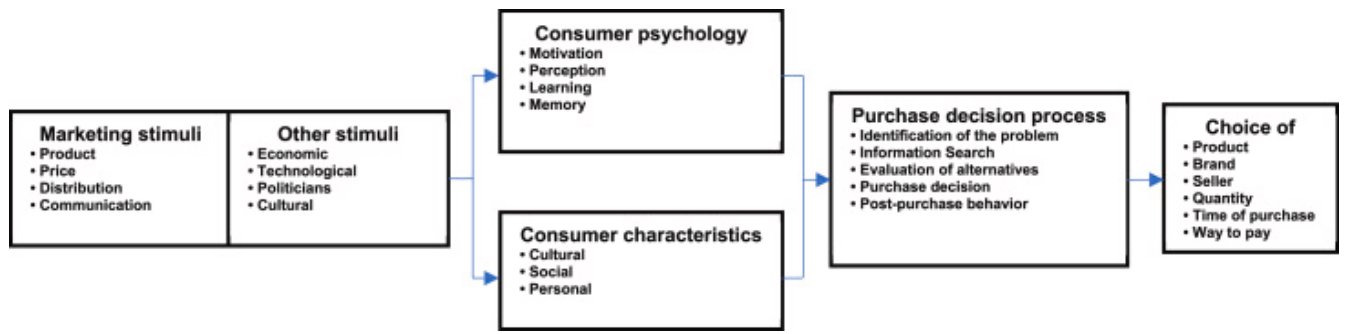 Marketing stimuli
• Product
• Price
• Distribution
• Communication
Other stimuli
• Economic
• Technological
• Politicians
• Cultural
Consumer psychology
• Motivation
• Perception
• Learning
• Memory
Consumer characteristics
• Cultural
• Social
• Personal
Purchase decision process
• Identification of the problem
• Information Search
• Evaluation of alternatives
• Purchase decision
• Post-purchase behavior
Choice of
• Product
• Brand
• Seller
• Quantity
• Time of purchase
• Way to pay